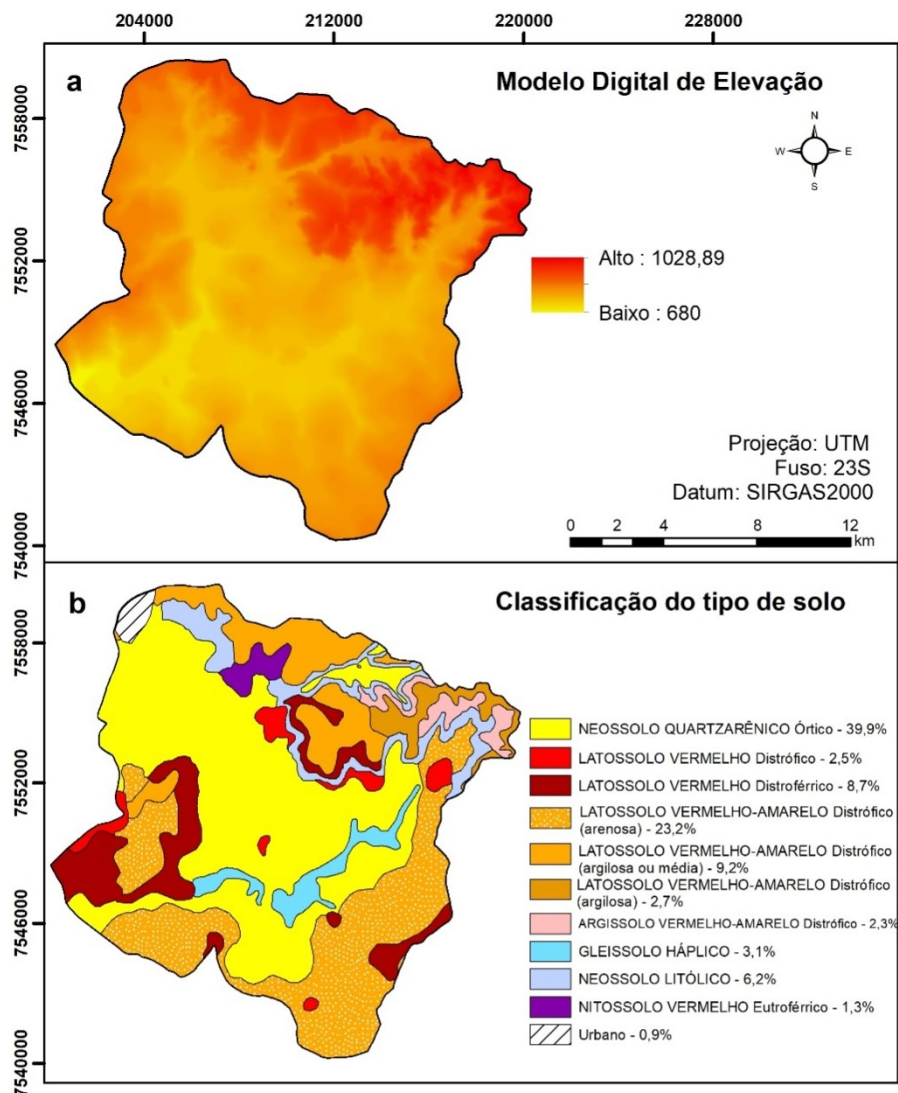 204000
212000
220000
228000
a
Modelo Digital de Elevação
N
W
E
S
Alto : 1028,89
Baixo : 680
Projeção: UTM
Fuso: 23S
Datum: SIRGAS2000
0
2
4
8
12
km
7558000
7552000
7546000
7540000
b
Classificação do tipo de solo
NEOSSOLO QUARTZARÊNICO Órtico - 39,9%
LATOSSOLO VERMELHO Distrófico - 2,5%
LATOSSOLO VERMELHO Distroférrico - 8,7%
LATOSSOLO VERMELHO-AMARELO Distrófico
(arenosa) - 23,2%
LATOSSOLO VERMELHO-AMARELO Distrófico
(argilosa ou média) - 9,2%
LATOSSOLO VERMELHO-AMARELO Distrófico
(argilosa) - 2,7%
ARGISSOLO VERMELHO-AMARELO Distrófico - 2,3%
GLEISSOLO HÁPLICO - 3,1%
NEOSSOLO LITÓLICO - 6,2%
NITOSSOLO VERMELHO Eutroférrico - 1,3%
Urbano - 0,9%
7558000
7552000
7546000
7540000